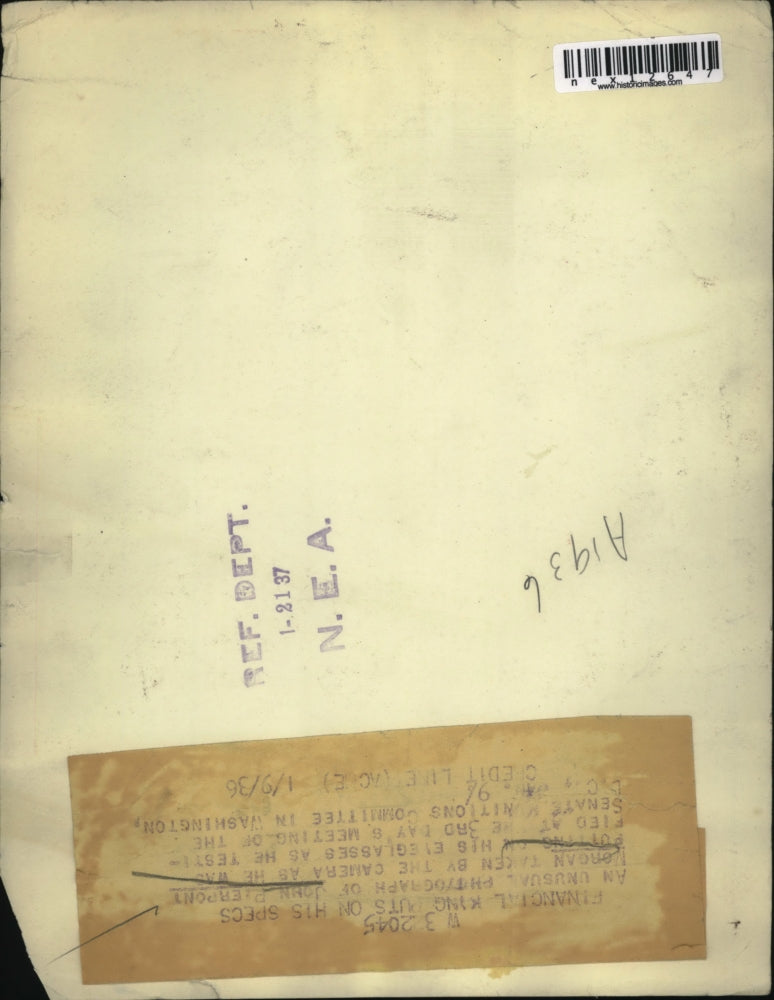 nex12647
www.historicimages.com
REF. DEPT.
1-21 37
N. E. A.
A1936
W 3 2045
FINANCIAL KING PUTS ON HIS SPECS
AN UNUSUAL PHOTOGRAPH OF JOHN PIERPONT
MORGAN TAKEN BY THE CAMERA AS HE WAS
PUTTING ON HIS EYEGLASSES AS HE TESTI-
FIED AT THE 3RD DAY S MEETING OF THE
SENATE MUNITIONS COMMITTEE IN WASHINGTON,
D.C.,
CREDIT LINE (ACME) 1/9/36